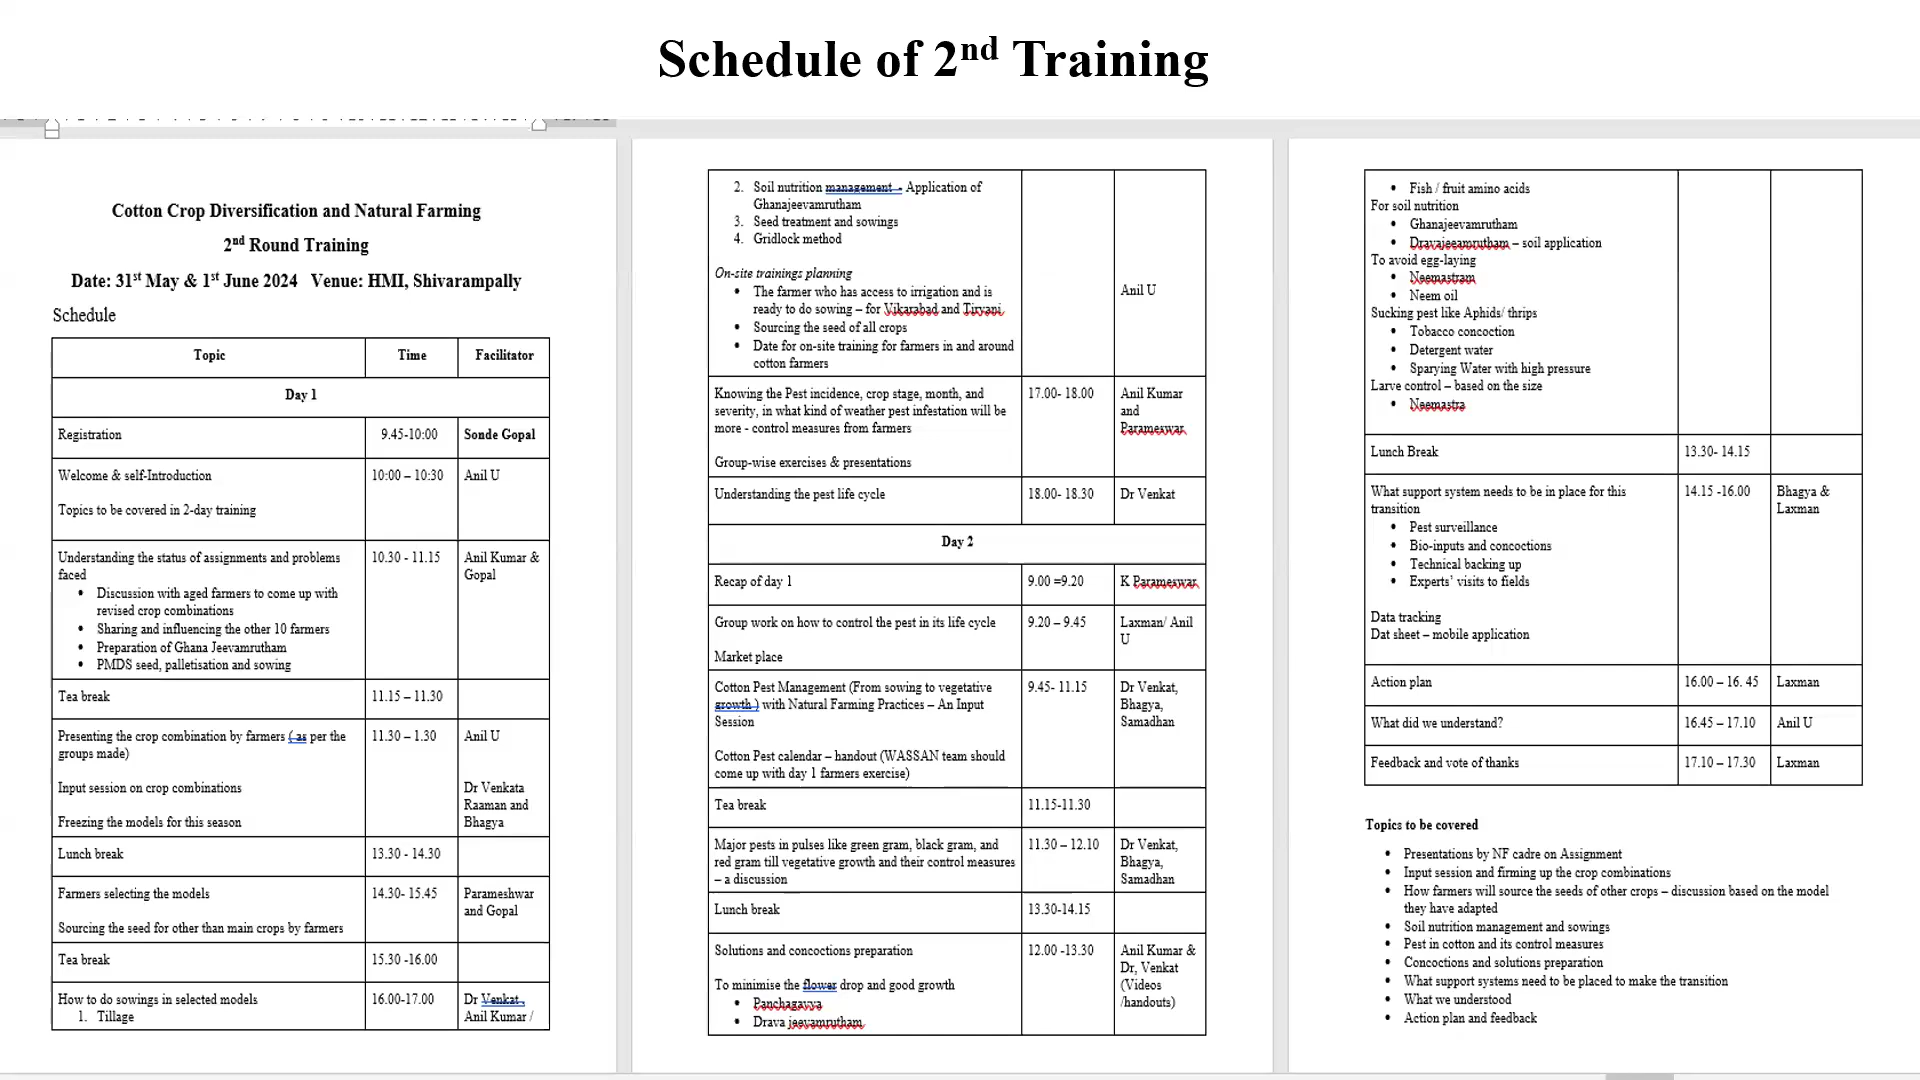 Schedule of 2nd Training
Cotton Crop Diversification and Natural Farming
2nd Round Training
Date: 31st May & 1st June 2024 Venue: HMI, Shivarampally
Schedule
Topic Time Facilitator
Day 1
Registration 9.45-10:00 Sonde Gopal
Welcome & self-Introduction 10:00 – 10:30 Anil U
Topics to be covered in 2-day training
Understanding the status of assignments and problems 10.30 - 11.15 Anil Kumar &
faced Gopal
• Discussion with aged farmers to come up with
revised crop combinations
• Sharing and influencing the other 10 farmers
• Preparation of Ghana Jeevamrutham
• PMDS seed, palletisation and sowing
Tea break 11.15 – 11.30
Presenting the crop combination by farmers ( as per the 11.30 – 1.30 Anil U
groups made)
Input session on crop combinations Dr Venkata
Raaman and
Freezing the models for this season Bhagya
Lunch break 13.30 - 14.30
Farmers selecting the models 14.30- 15.45 Parameshwar
and Gopal
Sourcing the seed for other than main crops by farmers
Tea break 15.30 -16.00
How to do sowings in selected models 16.00-17.00 Dr Venkat ,
1. Tillage Anil Kumar /
2. Soil nutrition management - Application of
Ghanajeevamrutham
3. Seed treatment and sowings
4. Gridlock method
On-site trainings planning
• The farmer who has access to irrigation and is Anil U
ready to do sowing – for Vikarabad and Tiryani
• Sourcing the seed of all crops
• Date for on-site training for farmers in and around
cotton farmers
Knowing the Pest incidence, crop stage, month, and 17.00- 18.00 Anil Kumar
severity, in what kind of weather pest infestation will be and
more - control measures from farmers Parameswar
Group-wise exercises & presentations
Understanding the pest life cycle 18.00- 18.30 Dr Venkat
Day 2
Recap of day 1 9.00 =9.20 K Parameswar
Group work on how to control the pest in its life cycle 9.20 – 9.45 Laxman/ Anil
U
Market place
Cotton Pest Management (From sowing to vegetative 9.45- 11.15 Dr Venkat,
growth ) with Natural Farming Practices – An Input Bhagya,
Session Samadhan
Cotton Pest calendar – handout (WASSAN team should
come up with day 1 farmers exercise)
Tea break 11.15-11.30
Major pests in pulses like green gram, black gram, and 11.30 – 12.10 Dr Venkat,
red gram till vegetative growth and their control measures Bhagya,
– a discussion Samadhan
Lunch break 13.30-14.15
Solutions and concoctions preparation 12.00 -13.30 Anil Kumar &
Dr, Venkat
To minimise the flower drop and good growth (Videos
• Panchagavya /handouts)
• Drava jeevamrutham
• Fish / fruit amino acids
For soil nutrition
• Ghanajeevamrutham
• Dravajeeamrutham – soil application
To avoid egg-laying
• Neemastram
• Neem oil
Sucking pest like Aphids/ thrips
• Tobacco concoction
• Detergent water
• Sparying Water with high pressure
Larve control – based on the size
• Neemastra
Lunch Break 13.30- 14.15
What support system needs to be in place for this 14.15 -16.00 Bhagya &
transition Laxman
• Pest surveillance
• Bio-inputs and concoctions
• Technical backing up
• Experts’ visits to fields
Data tracking
Dat sheet – mobile application
Action plan 16.00 – 16. 45 Laxman
What did we understand? 16.45 – 17.10 Anil U
Feedback and vote of thanks 17.10 – 17.30 Laxman
Topics to be covered
• Presentations by NF cadre on Assignment
• Input session and firming up the crop combinations
• How farmers will source the seeds of other crops – discussion based on the model
they have adapted
• Soil nutrition management and sowings
• Pest in cotton and its control measures
• Concoctions and solutions preparation
• What support systems need to be placed to make the transition
• What we understood
• Action plan and feedback